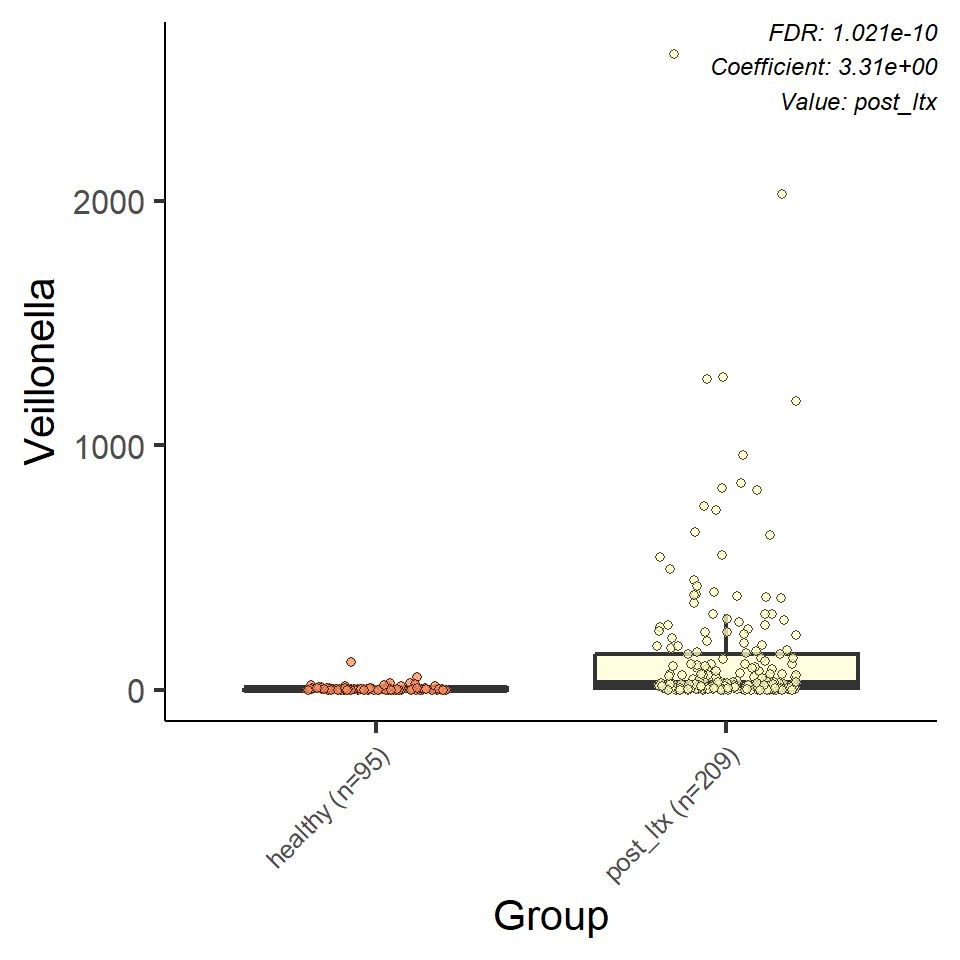 FDR: 1.021e-10
Coefficient: 3.31e+00
Value: post_ltx
Veillonella
2000
1000
0
healthy (n=95)
post_ltx (n=209)
Group